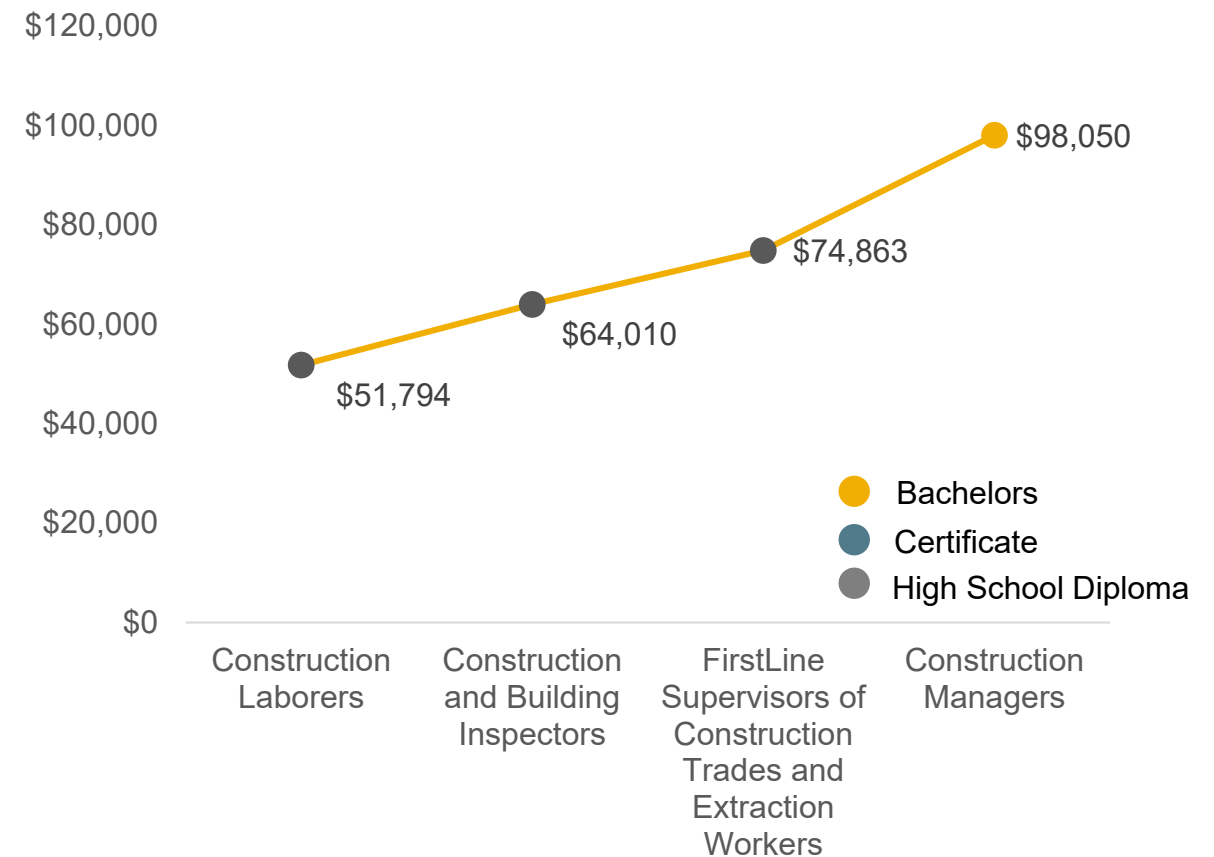 $120,000
$100,000
$98,050
$80,000
$74,863
$60,000
$64,010
$51,794
$40,000
Bachelors
$20,000
Certificate
High School Diploma
$0
Construction
Laborers
Construction
and Building
Inspectors
FirstLine
Supervisors of
Construction
Trades and
Extraction
Workers
Construction
Managers